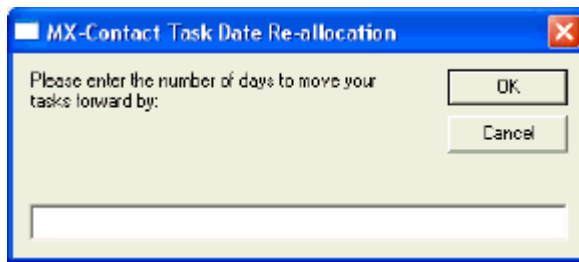 MX-Contact Task Date Re-allocation
Please enter the number of days to move your
tasks forward by:
OK
Cancel